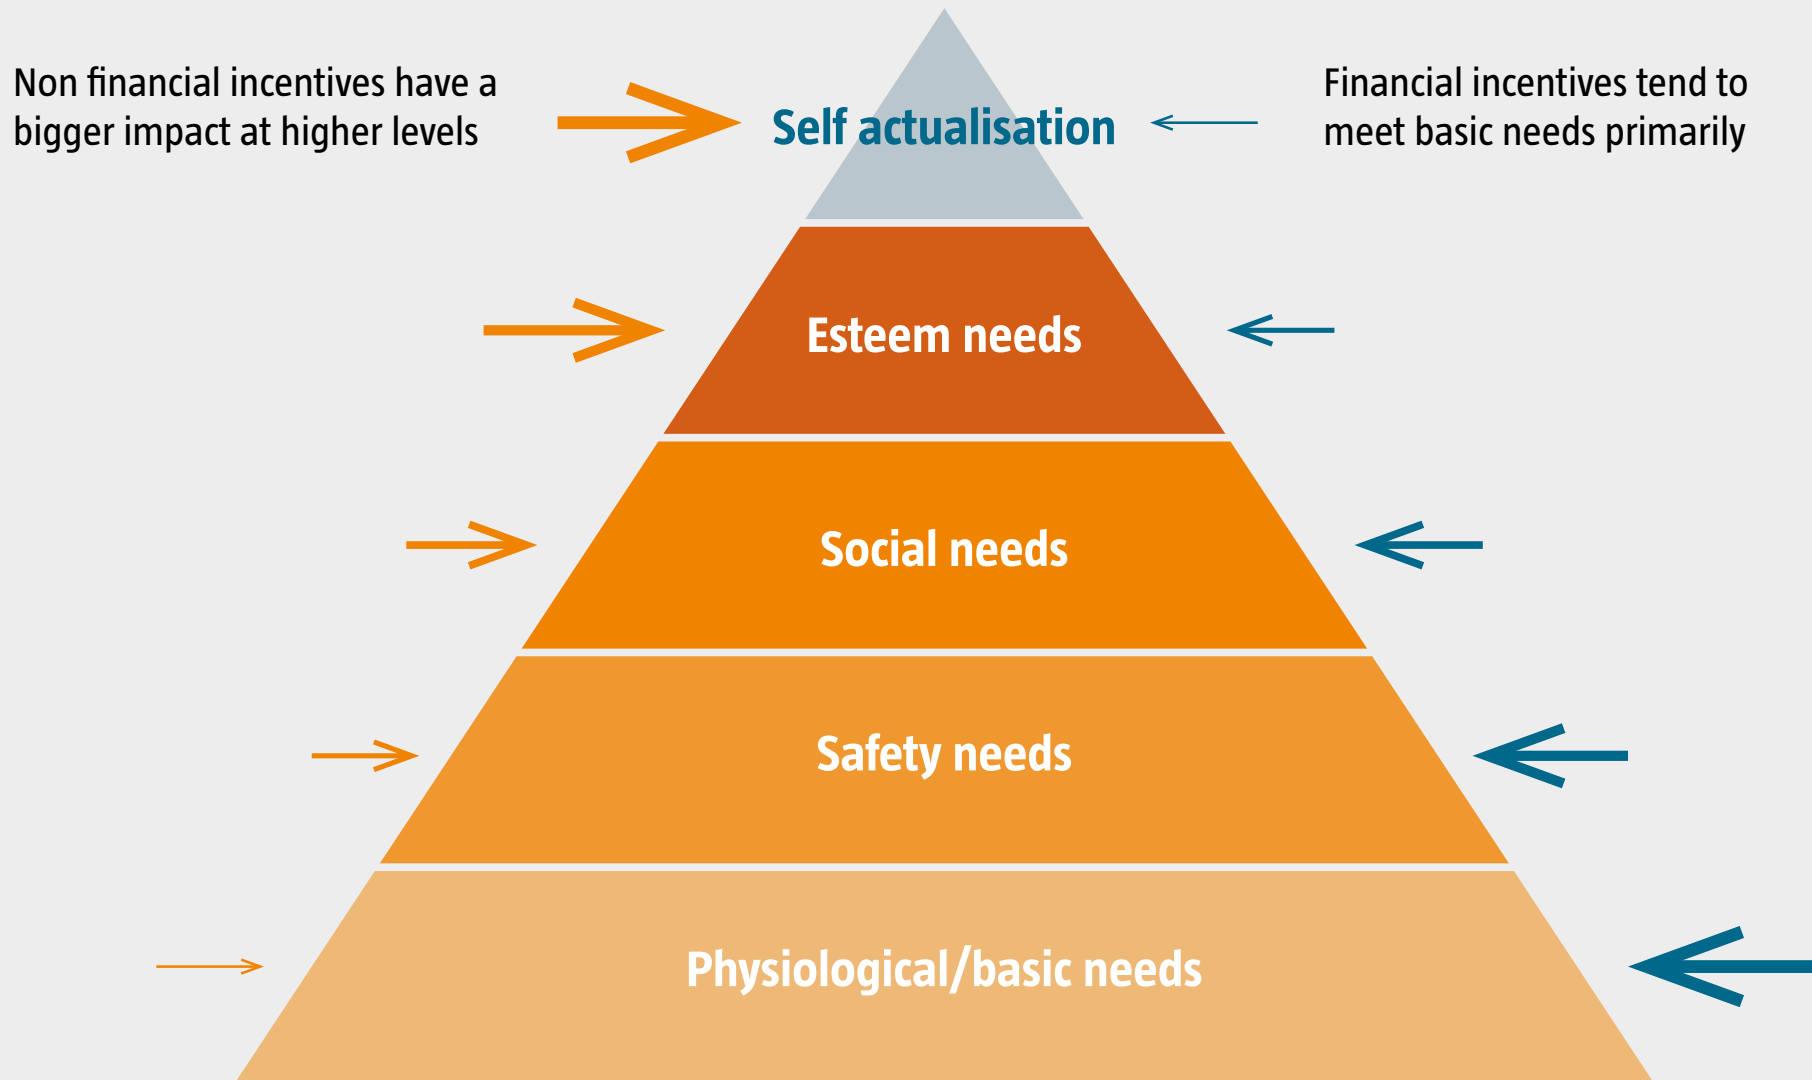 Non financial incentives have a
bigger impact at higher levels
Self actualisation
Financial incentives tend to
meet basic needs primarily
Esteem needs
Social needs
Safety needs
Physiological/basic needs